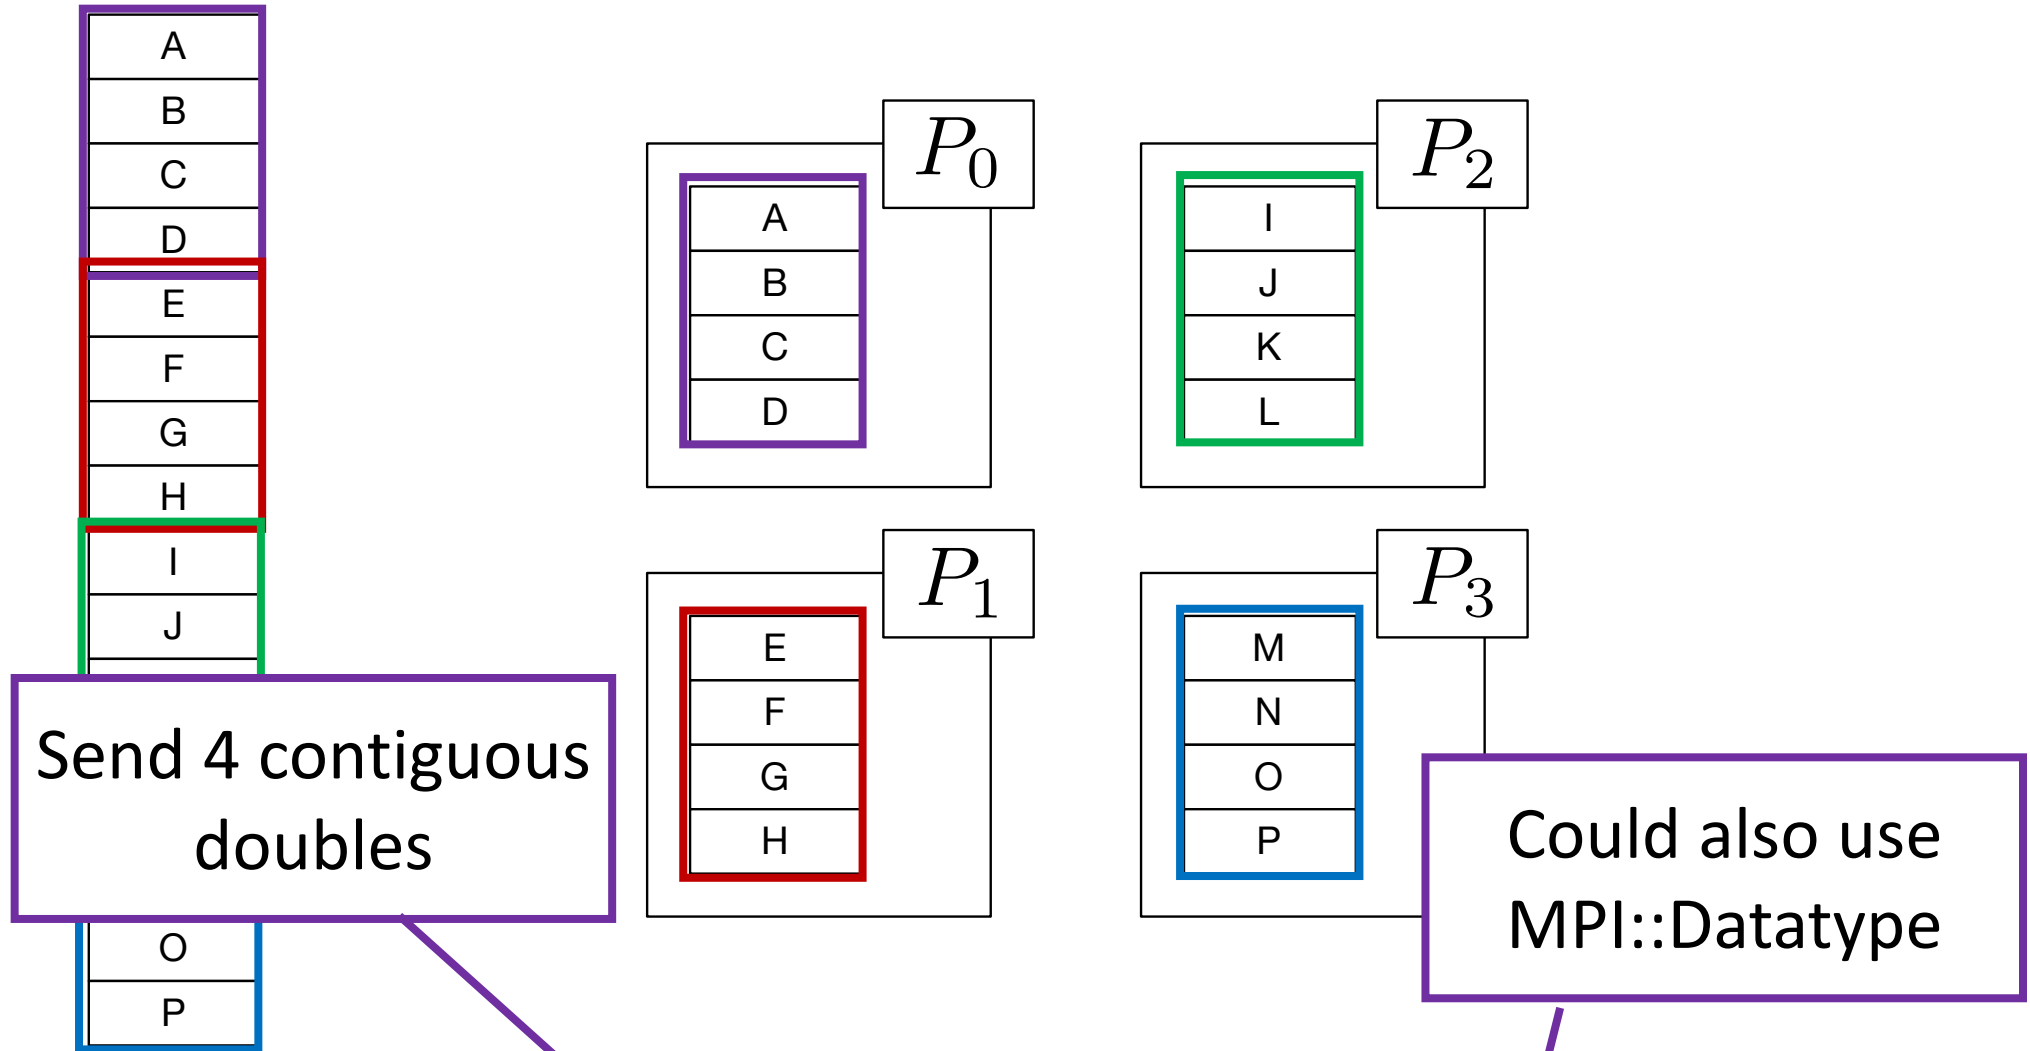 A
B
C
D
E
F
G
H
I
J
Send 4 contiguous
doubles
O
P
P0
A
B
C
D
P2
I
J
K
L
P1
E
F
G
H
P3
M
N
O
P
Could also use
MPI::Datatype